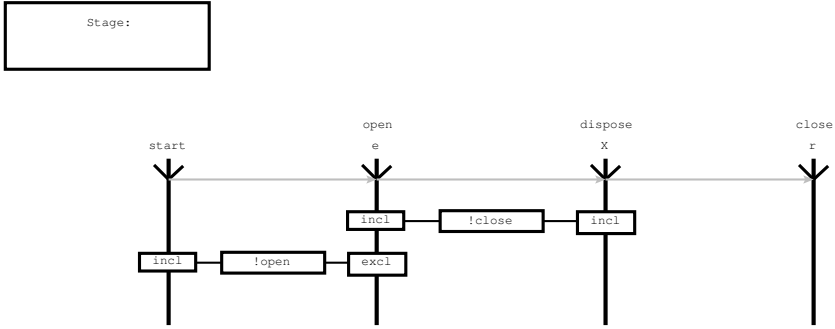 Stage:
open dispose close
start e X r
incl !close incl
incl !open excl